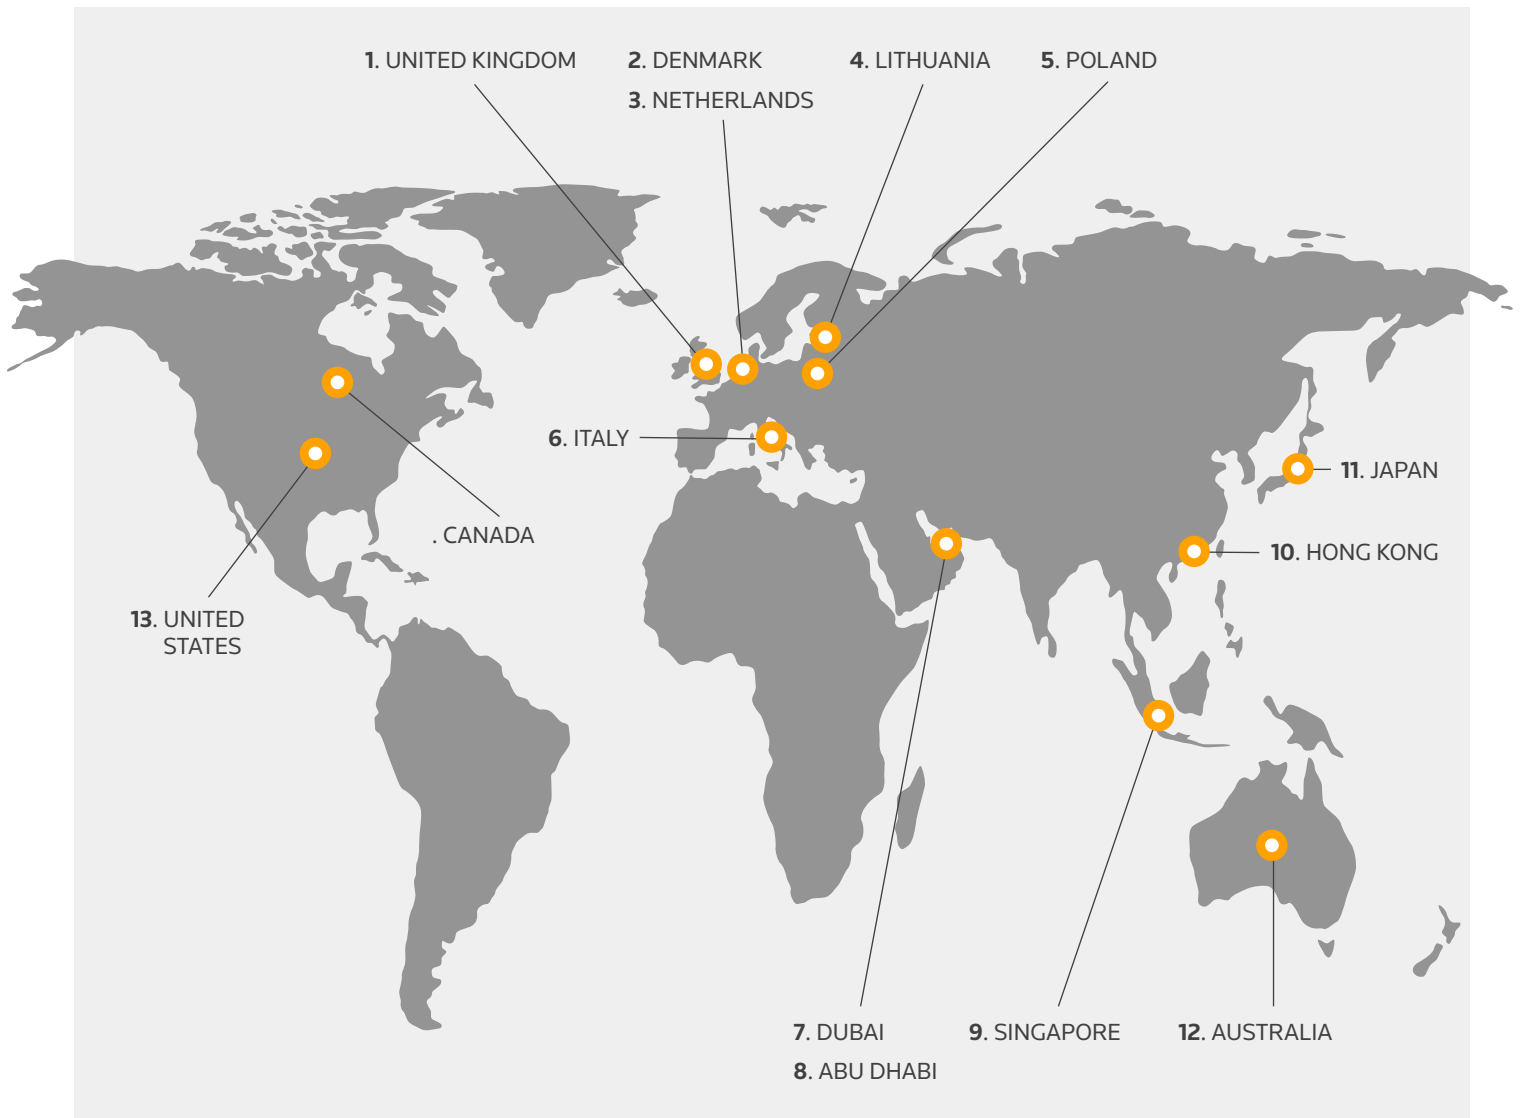 1. UNITED KINGDOM
2. DENMARK
3. NETHERLANDS
4. LITHUANIA
5. POLAND
6. ITALY
11. JAPAN
. CANADA
10. HONG KONG
13. UNITED
STATES
7. DUBAI
8. ABU DHABI
9. SINGAPORE
12. AUSTRALIA